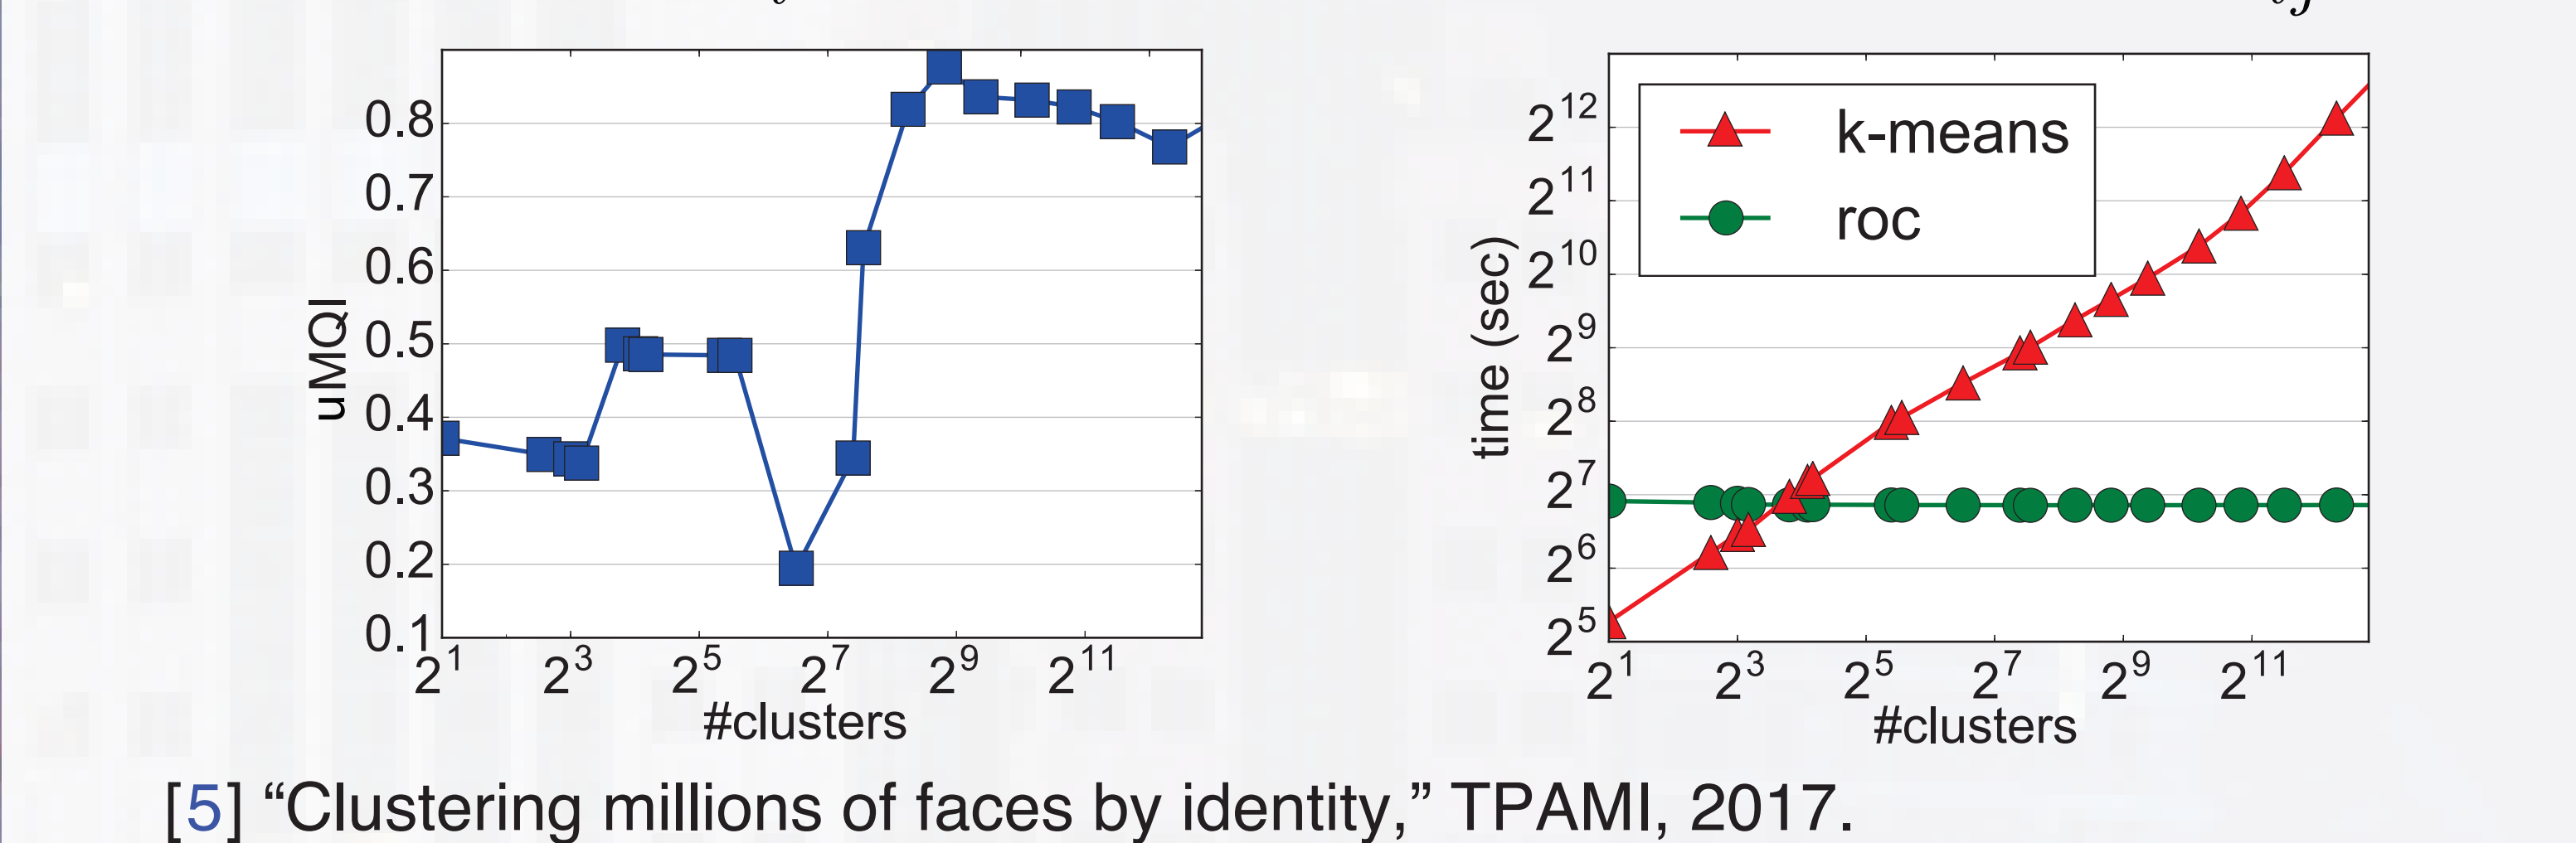 0.8
0.7
0.6
0.5
0.4
0.3
0.2
0.1
uMQI
2^1 2^3 2^5 2^7 2^9 2^11
#clusters
k-means
roc
2^12
2^11
2^10
2^9
2^8
2^7
2^6
2^5
time (sec)
2^1 2^3 2^5 2^7 2^9 2^11
#clusters
[5] “Clustering millions of faces by identity,” TPAMI, 2017.